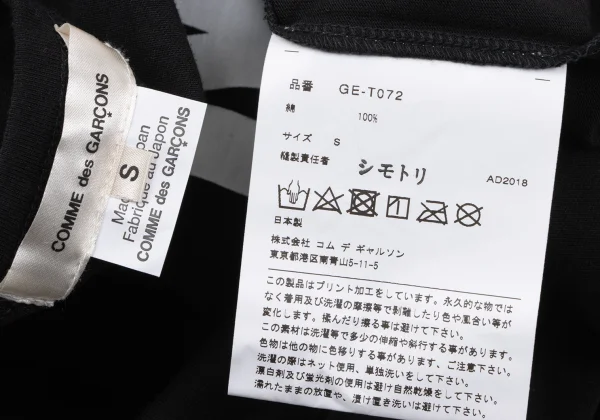 COMME des GARÇONS
S
Made in Japan
Fabriqué au Japon
COMME des GARÇONS
品番 GE-T072
綿 100%
サイズ S
縫製責任者 シモトリ AD2018
日本製
株式会社 コム デ ギャルソン
東京都港区南青山5-11-5
この製品はプリント加工をしています。永久的な物では
なく着用及び洗濯の摩擦等で剥離したり色や風合い等が
変化します。揉んだり擦る事は避けて下さい。
この素材は洗濯等で多少の伸縮や斜行する事があります。
色物は他の物に色移りする事があります、ご注意下さい。
洗濯の際はネット使用、単独洗いをして下さい。
漂白剤及び蛍光剤の使用は避け自然乾燥をして下さい。
濡れたままの放置や、漬け置き洗いは避けて下さい。